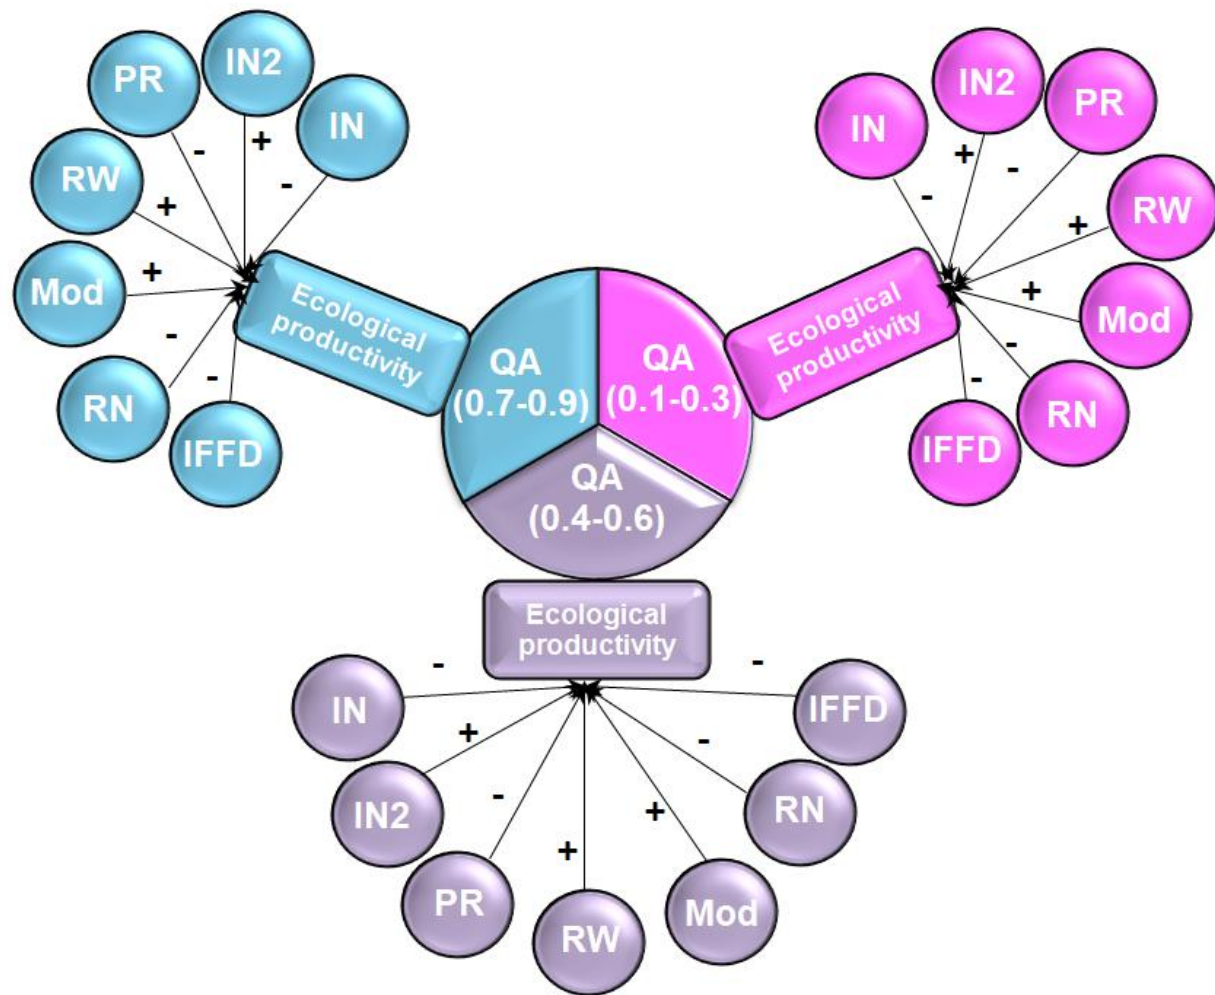 PR
-
IN2
+
IN
-
RW
+
Mod
+
RN
-
IFFD
-
Ecological
productivity
QA
(0.7-0.9)
IN
-
IN2
+
PR
-
RW
+
Mod
+
RN
-
IFFD
-
Ecological
productivity
QA
(0.1-0.3)
QA
(0.4-0.6)
Ecological
productivity
IN
-
IN2
+
PR
-
RW
+
Mod
+
RN
-
IFFD
-